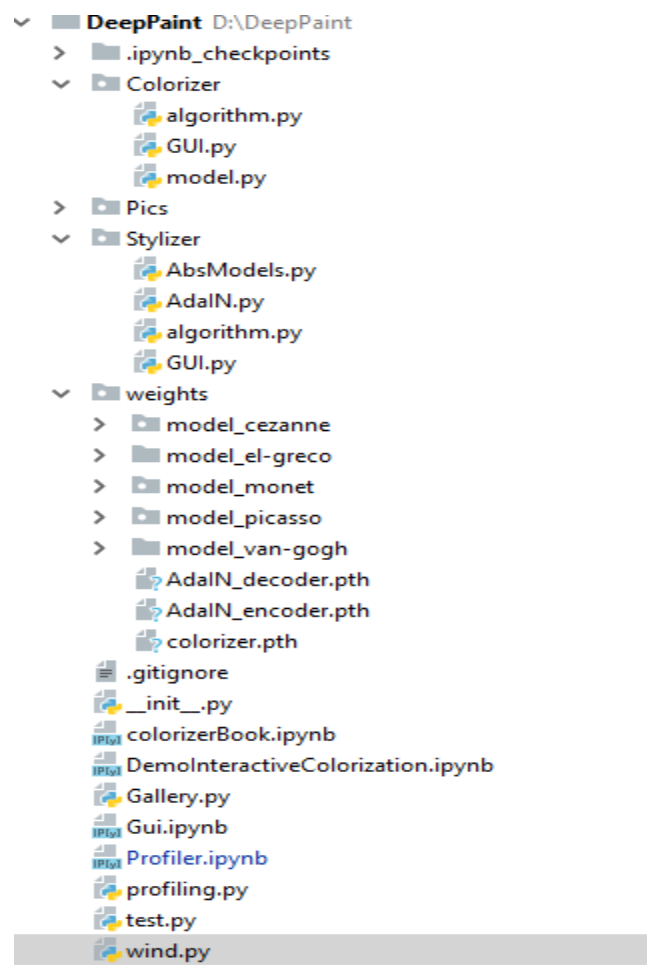 DeepPaint D:\DeepPaint
.ipynb_checkpoints
Colorizer
algorithm.py
GUI.py
model.py
Pics
Stylizer
AbsModels.py
AdaIN.py
algorithm.py
GUI.py
weights
model_cezanne
model_el-greco
model_monet
model_picasso
model_van-gogh
AdaIN_decoder.pth
AdaIN_encoder.pth
colorizer.pth
.gitignore
__init__.py
colorizerBook.ipynb
DemoInteractiveColorization.ipynb
Gallery.py
Gui.ipynb
Profiler.ipynb
profiling.py
test.py
wind.py